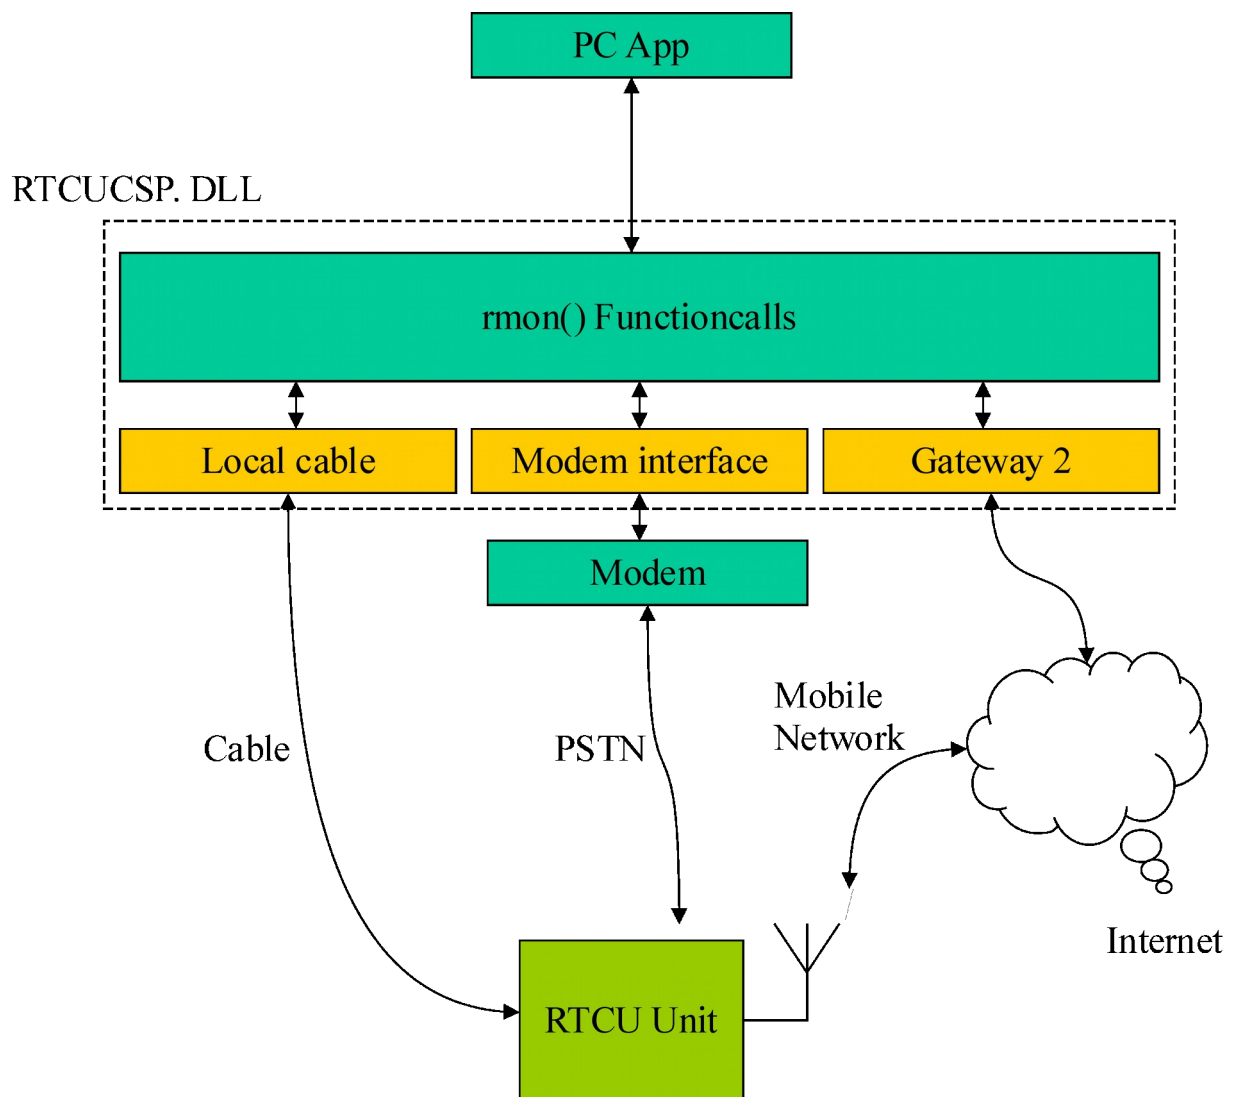 PC App
RTCUCSP. DLL
rmon() Functioncalls
Local cable
Modem interface
Gateway 2
Modem
Mobile
Network
Cable
PSTN
Internet
RTCU Unit